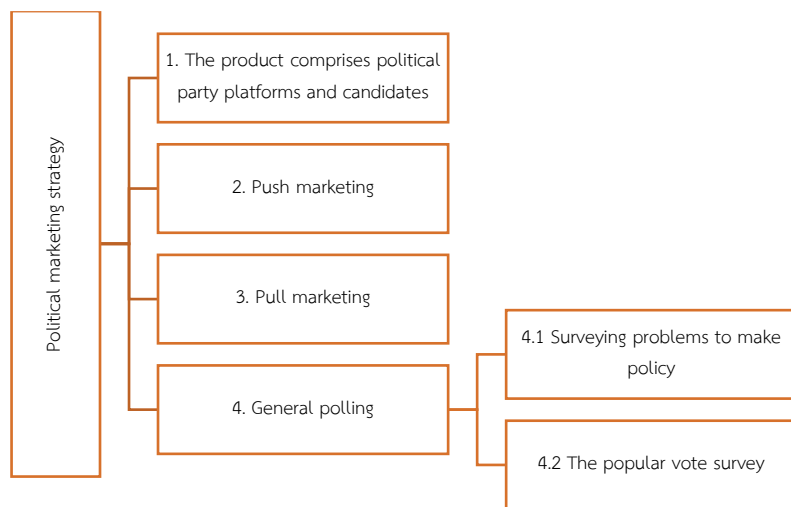 Political marketing strategy
1. The product comprises political
party platforms and candidates
2. Push marketing
3. Pull marketing
4. General polling
4.1 Surveying problems to make
policy
4.2 The popular vote survey